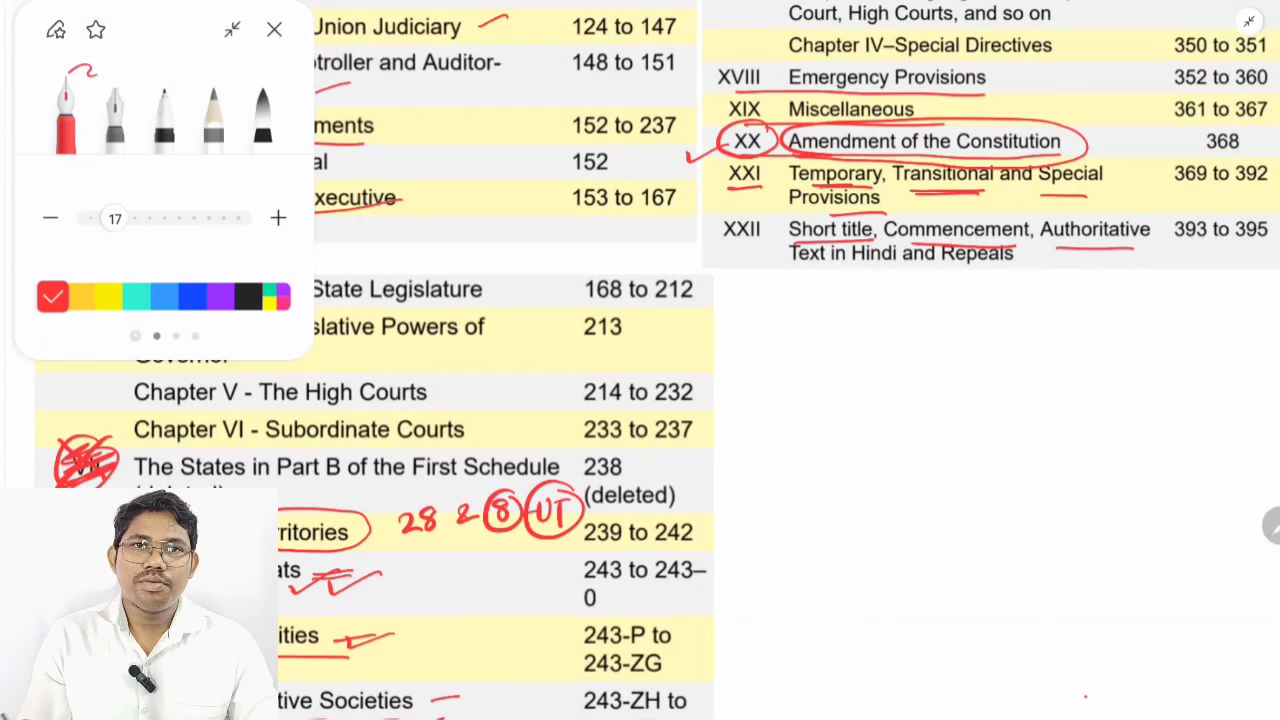 Union Judiciary 124 to 147
troller and Auditor- 148 to 151
ments 152 to 237
al 152
xecutive 153 to 167
State Legislature 168 to 212
slative Powers of 213
Governor
Chapter V - The High Courts 214 to 232
Chapter VI - Subordinate Courts 233 to 237
The States in Part B of the First Schedule 238
(deleted) (deleted)
28 & 8 UT
rritories 239 to 242
ats 243 to 243–
0
ities 243-P to
243-ZG
tive Societies 243-ZH to
Court, High Courts, and so on
Chapter IV–Special Directives 350 to 351
XVIII Emergency Provisions 352 to 360
XIX Miscellaneous 361 to 367
XX Amendment of the Constitution 368
XXI Temporary, Transitional and Special 369 to 392
Provisions
XXII Short title, Commencement, Authoritative 393 to 395
Text in Hindi and Repeals
17